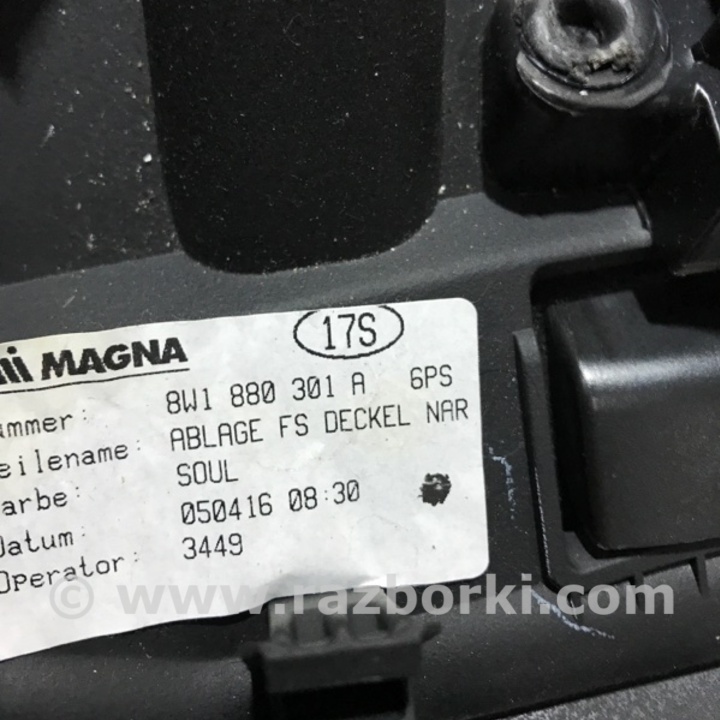 17S
MAGNA
ummer: 8W1 880 301 A 6PS
eilename: ABLAGE FS DECKEL NAR
arbe: SOUL
Datum: 050416 08:30
Operator: 3449
© www.razborki.com